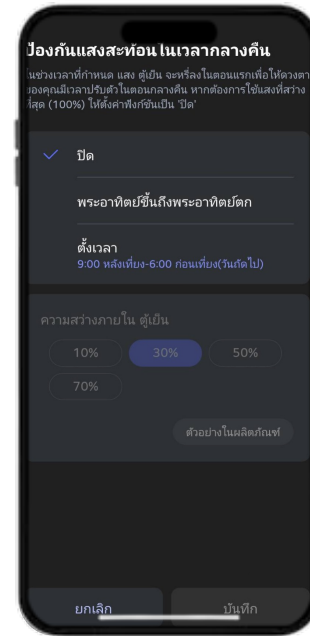 ป้องกันแสงสะท้อนในเวลากลางคืน
ในช่วงเวลาที่กำหนด แสง ตู้เย็น จะหรี่ลงในตอนแรกเพื่อให้ดวงตา
ของคุณมีเวลาปรับตัวในตอนกลางคืน หากต้องการใช้แสงที่สว่าง
ที่สุด (100%) ให้ตั้งค่าฟังก์ชันเป็น 'ปิด'
ปิด
พระอาทิตย์ขึ้นถึงพระอาทิตย์ตก
ตั้งเวลา
9:00 หลังเที่ยง-6:00 ก่อนเที่ยง(วันถัดไป)
ความสว่างภายใน ตู้เย็น
10% 30% 50%
70%
ตัวอย่างในผลิตภัณฑ์
ยกเลิก บันทึก